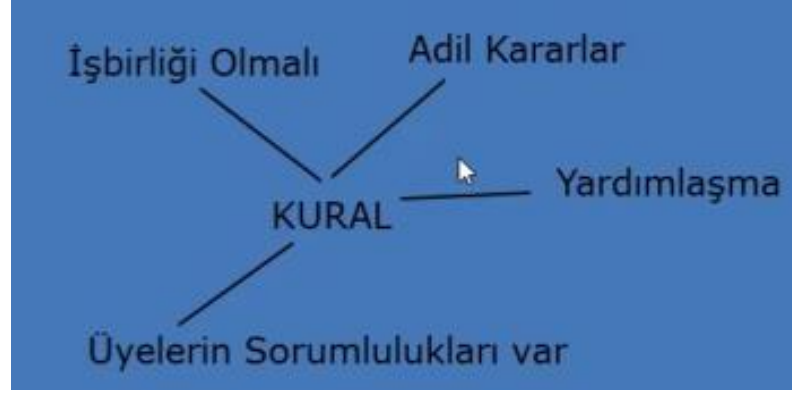 İşbirliği Olmalı
Adil Kararlar
Yardımlaşma
KURAL
Üyelerin Sorumlulukları var